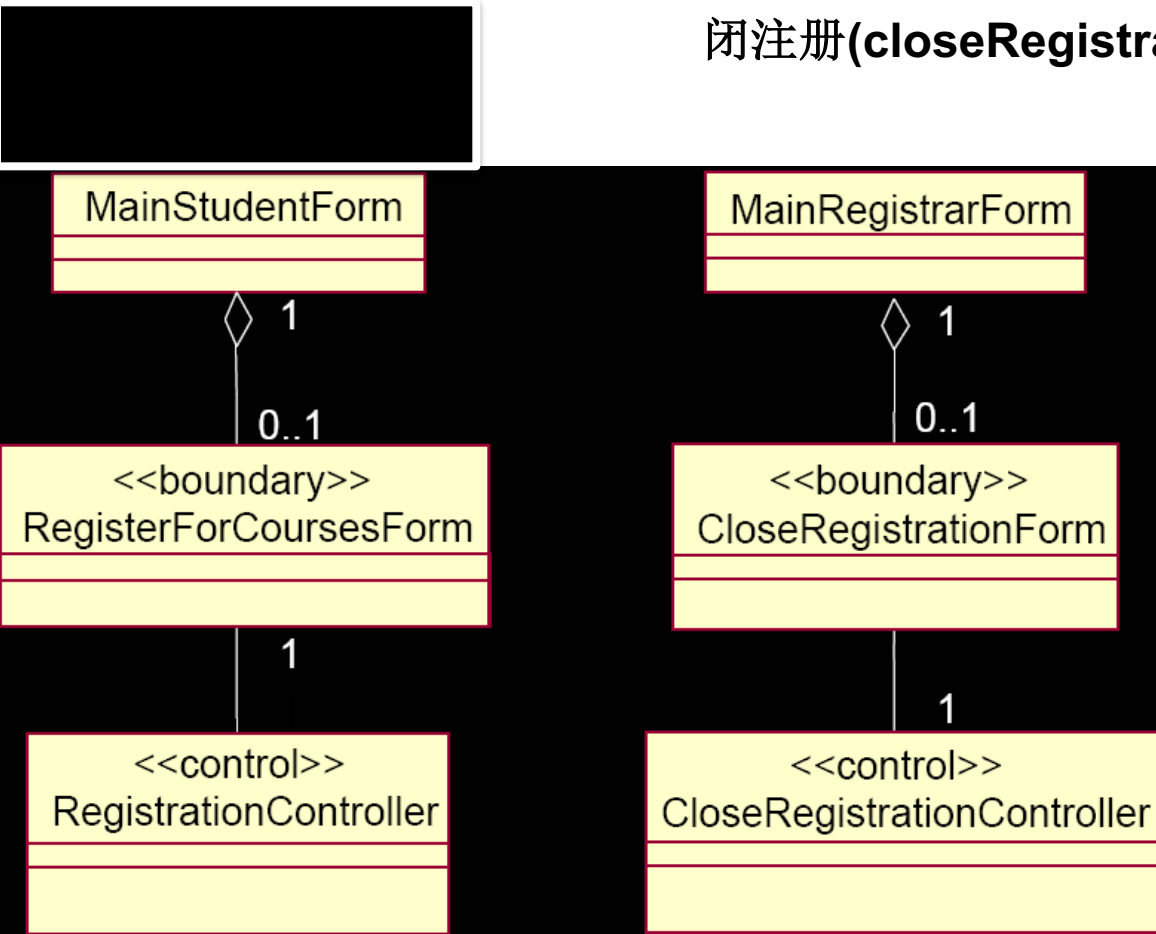 闭注册(closeRegistra
MainStudentForm
1
0..1
<<boundary>>
RegisterForCoursesForm
1
<<control>>
RegistrationController
MainRegistrarForm
1
0..1
<<boundary>>
CloseRegistrationForm
1
<<control>>
CloseRegistrationController